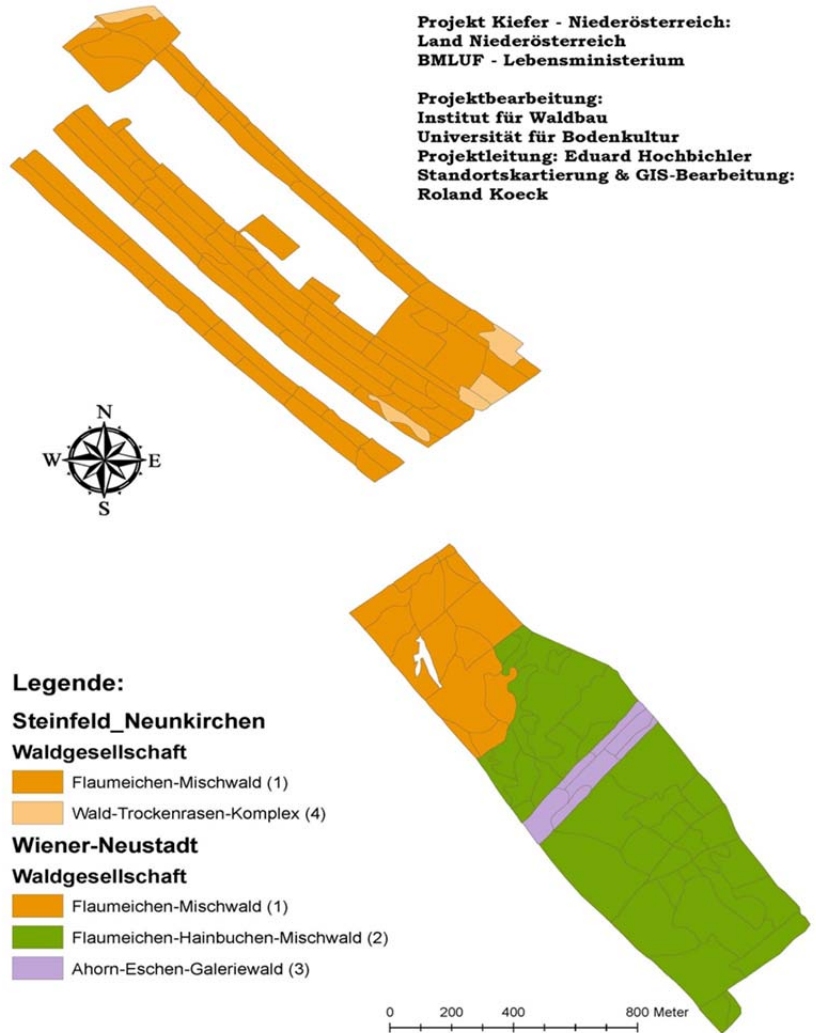 Projekt Kiefer - Niederösterreich:
Land Niederösterreich
BMLUF - Lebensministerium
Projektbearbeitung:
Institut für Waldbau
Universität für Bodenkultur
Projektleitung: Eduard Hochbichler
Standortskartierung & GIS-Bearbeitung:
Roland Koeck
N
W E
S
Legende:
Steinfeld_Neunkirchen
Waldgesellschaft
Flaumeichen-Mischwald (1)
Wald-Trockenrasen-Komplex (4)
Wiener-Neustadt
Waldgesellschaft
Flaumeichen-Mischwald (1)
Flaumeichen-Hainbuchen-Mischwald (2)
Ahorn-Eschen-Galeriewald (3)
0 200 400 800 Meter